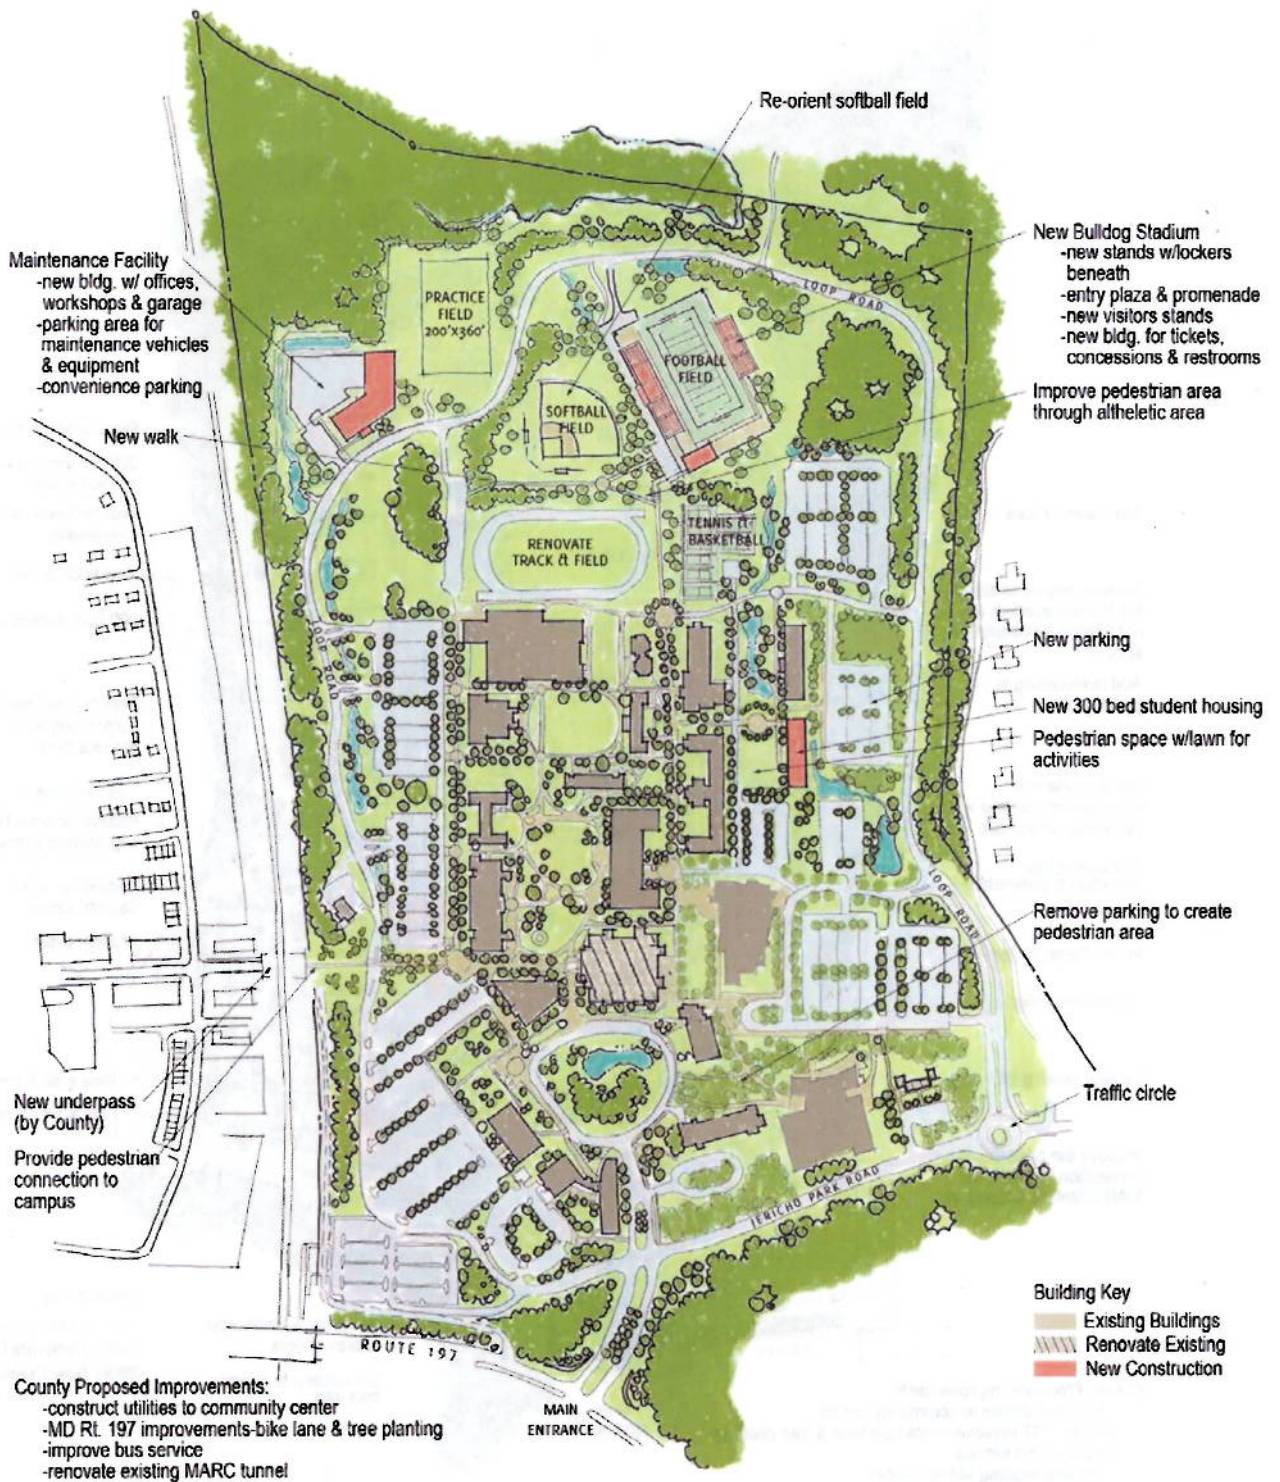 Re-orient softball field
New Bulldog Stadium
-new stands w/lockers
beneath
-entry plaza & promenade
-new visitors stands
-new bldg. for tickets,
concessions & restrooms
Maintenance Facility
-new bldg. w/ offices,
workshops & garage
-parking area for
maintenance vehicles
& equipment
-convenience parking
LOOP ROAD
PRACTICE
FIELD
200'X360'
FOOTBALL
FIELD
SOFTBALL
FIELD
Improve pedestrian area
through altheletic area
New walk
TENNIS &
BASKETBALL
RENOVATE
TRACK & FIELD
LOOP ROAD
New parking
New 300 bed student housing
Pedestrian space w/lawn for
activities
LOOP ROAD
Remove parking to create
pedestrian area
New underpass
(by County)
Traffic circle
Provide pedestrian
connection to
campus
JERICHO PARK ROAD
Building Key
Existing Buildings
Renovate Existing
New Construction
ROUTE 197
MAIN
ENTRANCE
County Proposed Improvements:
-construct utilities to community center
-MD Rt. 197 improvements-bike lane & tree planting
-improve bus service
-renovate existing MARC tunnel